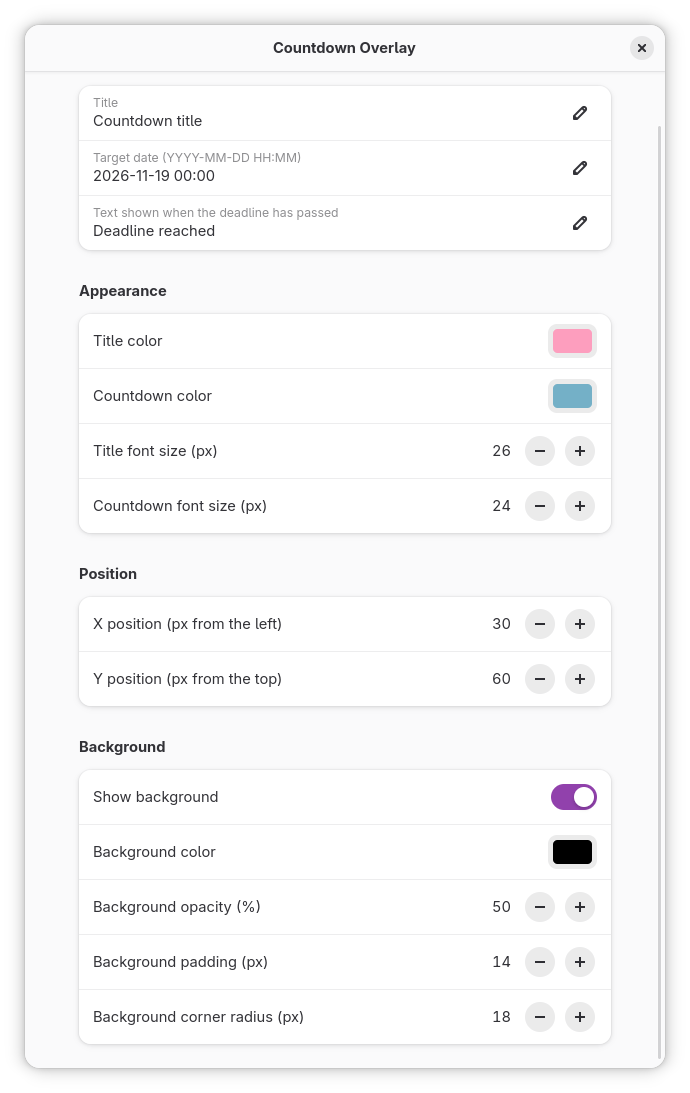 Countdown Overlay
Title
Countdown title
Target date (YYYY-MM-DD HH:MM)
2026-11-19 00:00
Text shown when the deadline has passed
Deadline reached
Appearance
Title color
Countdown color
Title font size (px) 26
Countdown font size (px) 24
Position
X position (px from the left) 30
Y position (px from the top) 60
Background
Show background
Background color
Background opacity (%) 50
Background padding (px) 14
Background corner radius (px) 18